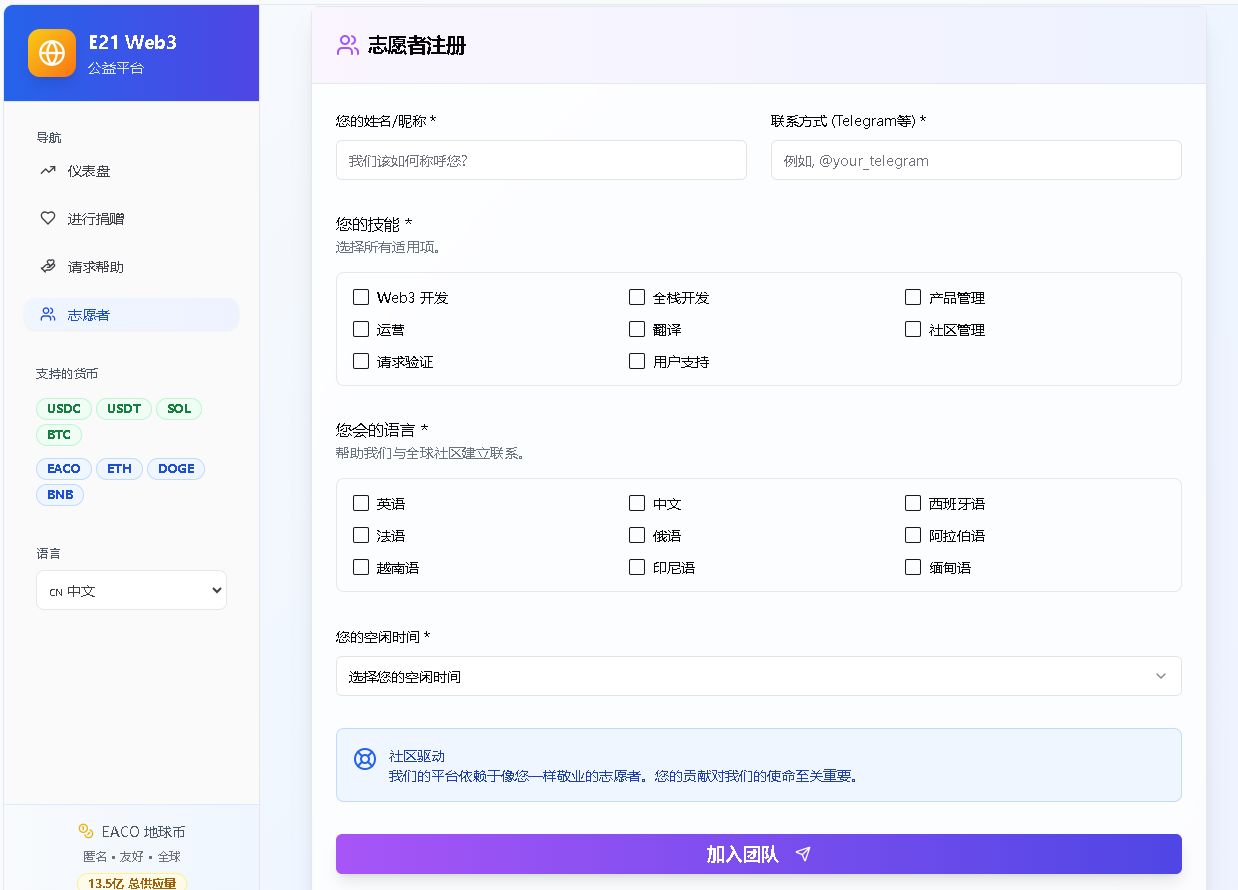 E21 Web3
公益平台
导航
仪表盘
进行捐赠
请求帮助
志愿者
支持的货币
USDC USDT SOL
BTC
EACO ETH DOGE
BNB
语言
CN 中文
EACO 地球币
匿名 • 友好 • 全球
13.5亿 总供应量
志愿者注册
您的姓名/昵称 * 联系方式 (Telegram等) *
我们该如何称呼您? 例如, @your_telegram
您的技能 *
选择所有适用项。
Web3 开发 全栈开发 产品管理
运营 翻译 社区管理
请求验证 用户支持
您会的语言 *
帮助我们与全球社区建立联系。
英语 中文 西班牙语
法语 俄语 阿拉伯语
越南语 印尼语 缅甸语
您的空闲时间 *
选择您的空闲时间
社区驱动
我们的平台依赖于像您一样敬业的志愿者。您的贡献对我们的使命至关重要。
加入团队